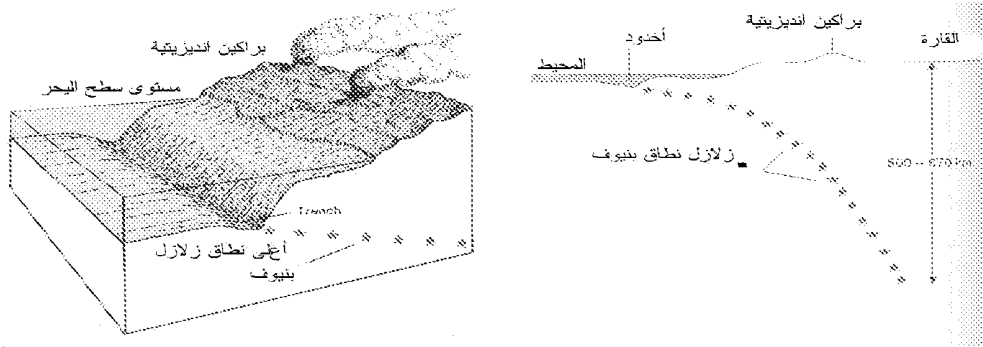 براكين انديزيتية
مستوى سطح البحر
Trench
أعلى نطاق زلازل
بنيوف
براكين انديزيتية
القارة
أخدود
المحيط
زلازل نطاق بنيوف
600 – 670 km